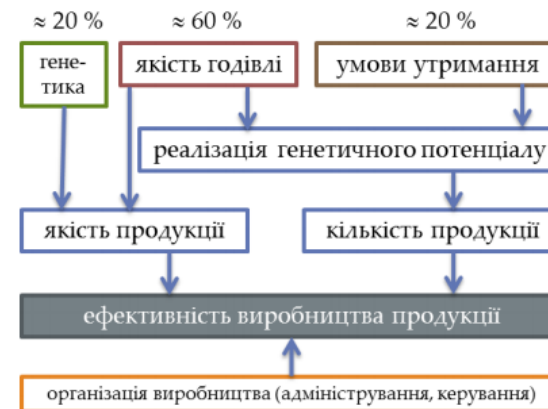 ≈ 20 % ≈ 60 % ≈ 20 %
гене-
тика
якість годівлі
умови утримання
реалізація генетичного потенціалу
якість продукції
кількість продукції
ефективність виробництва продукції
організація виробництва (адміністрування, керування)